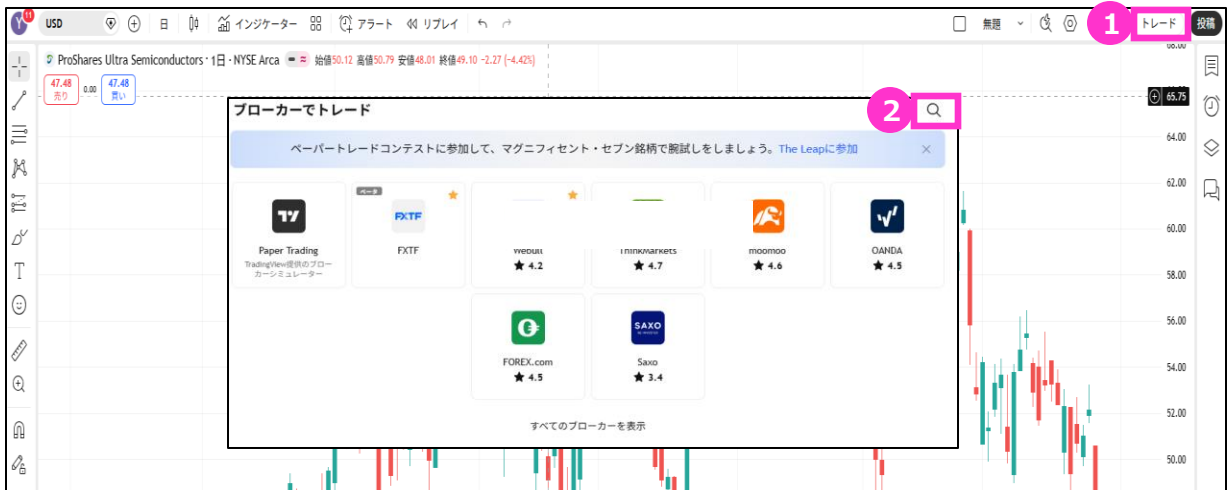 Y 11 USD 日 インジケーター アラート リプレイ 無題 1 トレード 投稿
ProShares Ultra Semiconductors · 1日 · NYSE Arca 始値50.12 高値50.79 安値48.01 終値49.10 -2.27 (-4.42%)
68.00
47.48 0.00 47.48
売り 買い
65.75
ブローカーでトレード 2
ペーパートレードコンテストに参加して、マグニフィセント・セブン銘柄で腕試しをしましょう。The Leapに参加
64.00
62.00
ベータ
FXTF
60.00
Paper Trading FXTF Webull ThinkMarkets moomoo OANDA
TradingView提供のブロー
カーシミュレーター
★ 4.2 ★ 4.7 ★ 4.6 ★ 4.5
58.00
56.00
SAXO
FOREX.com Saxo
★ 4.5 ★ 3.4
54.00
52.00
すべてのブローカーを表示
50.00